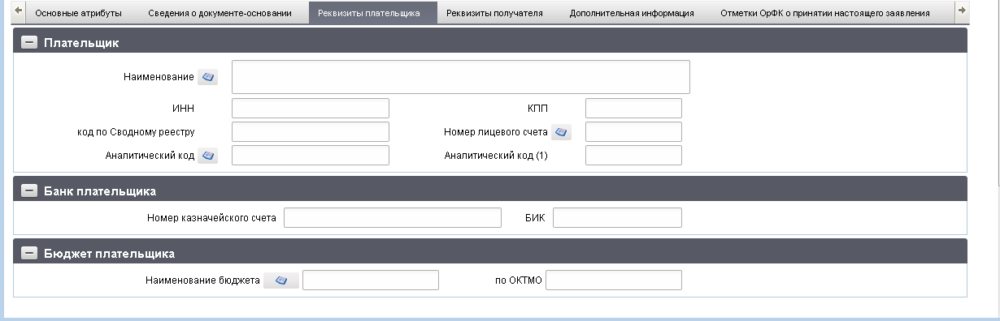 Основные атрибуты Сведения о документе-основании Реквизиты плательщика Реквизиты получателя Дополнительная информация Отметки ОрФК о принятии настоящего заявления
Плательщик
Наименование
ИНН КПП
код по Сводному реестру Номер лицевого счета
Аналитический код Аналитический код (1)
Банк плательщика
Номер казначейского счета БИК
Бюджет плательщика
Наименование бюджета по ОКТМО